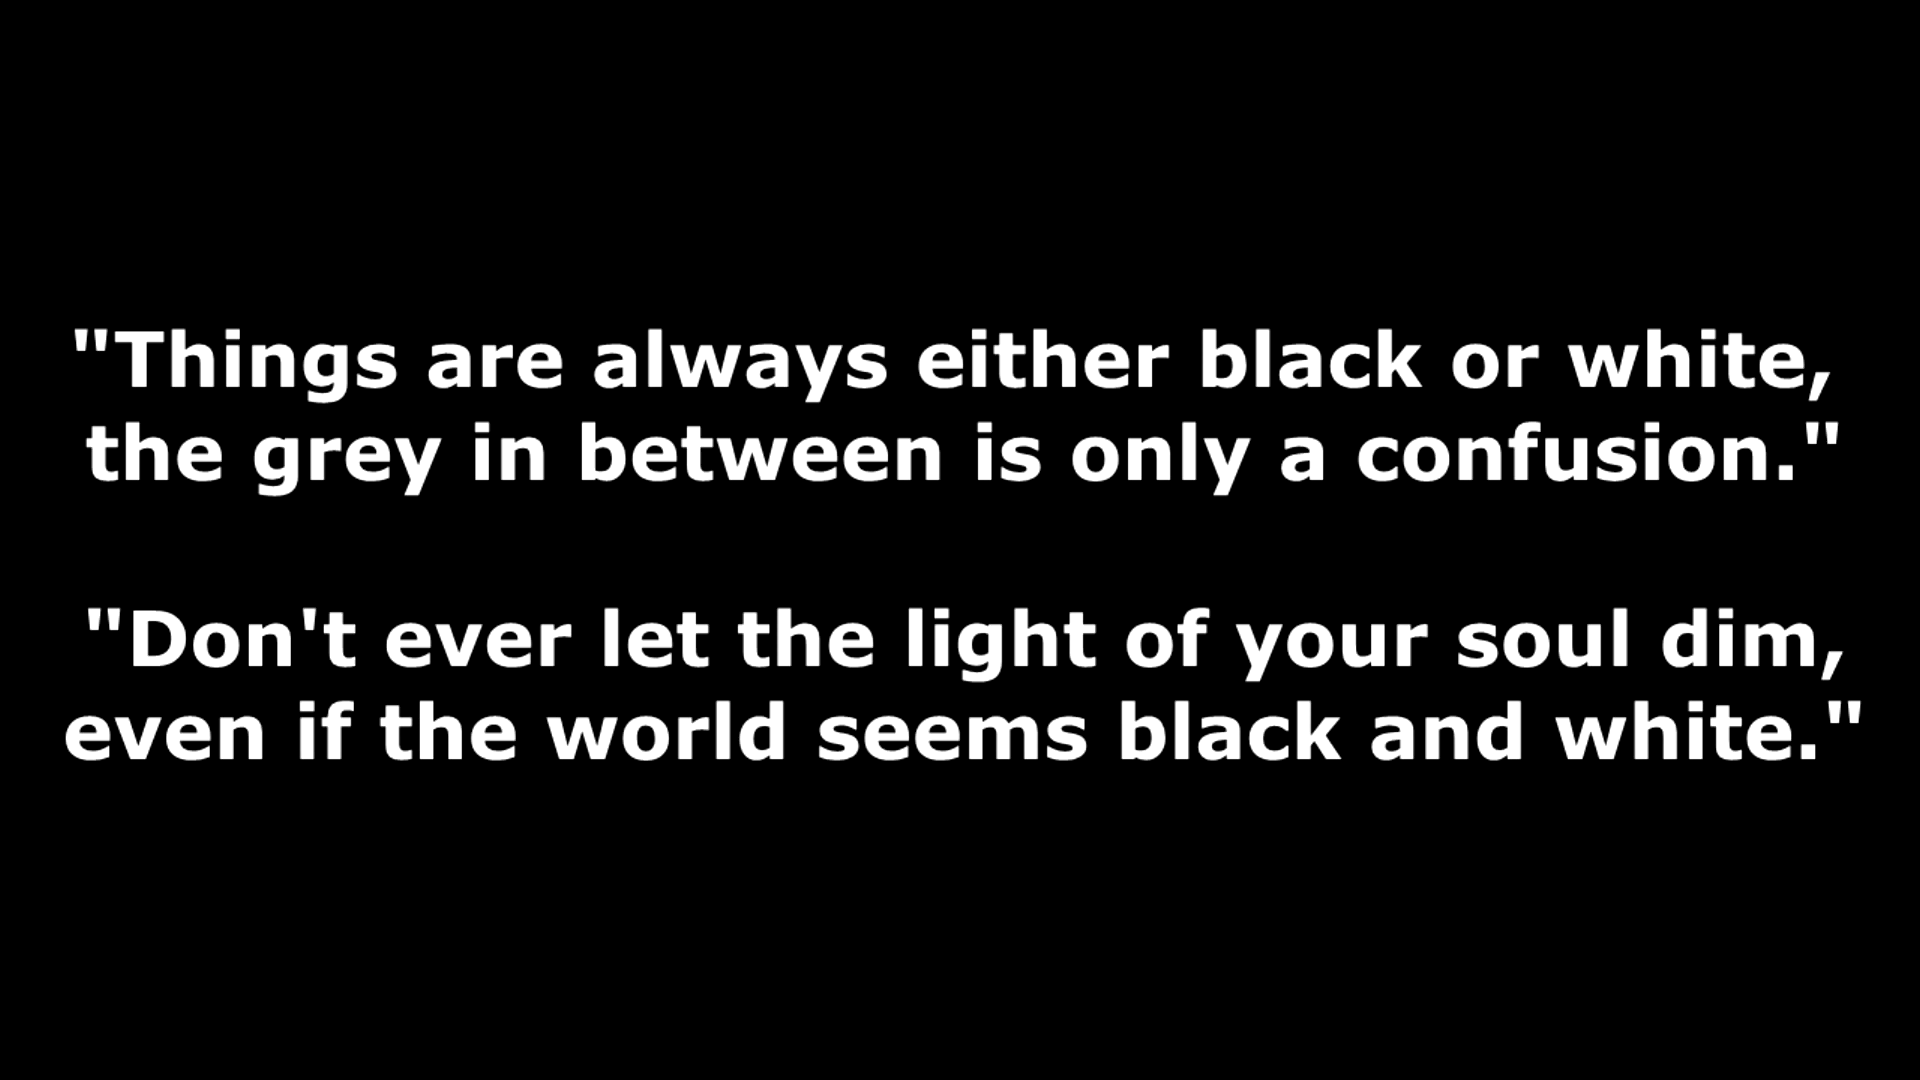 "Things are always either black or white,
the grey in between is only a confusion."
"Don't ever let the light of your soul dim,
even if the world seems black and white."